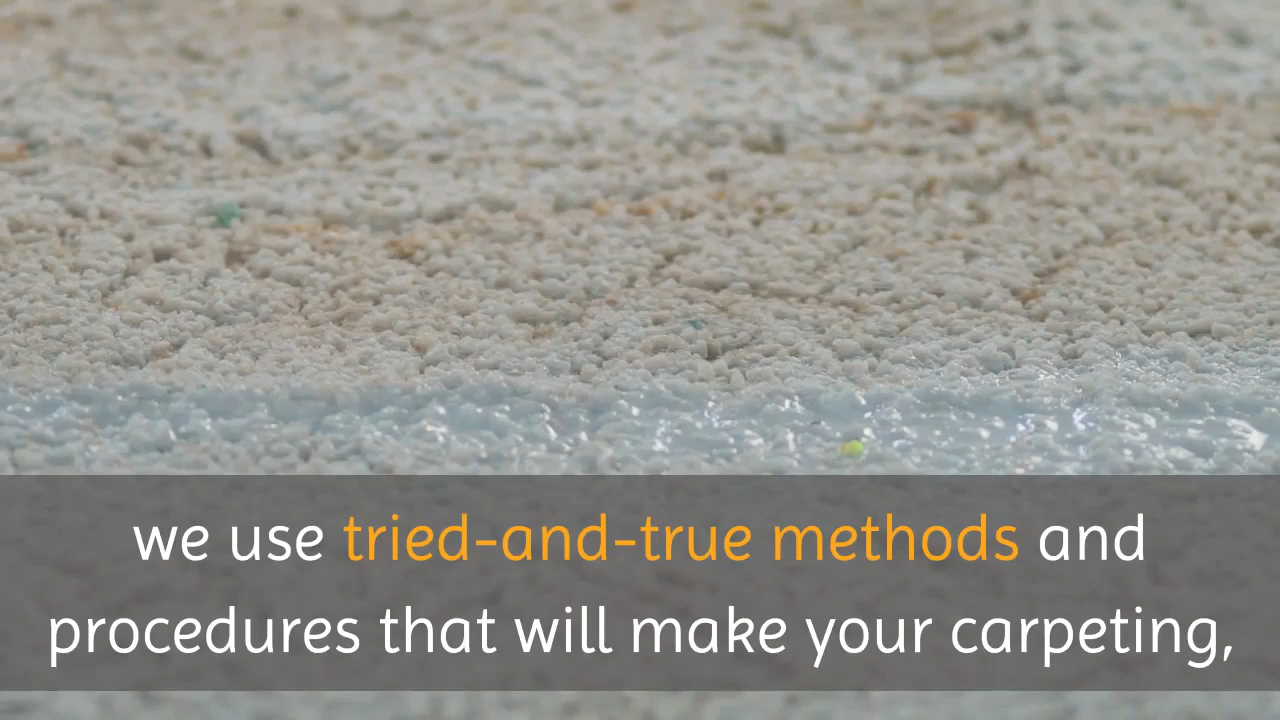 we use tried-and-true methods and
procedures that will make your carpeting,